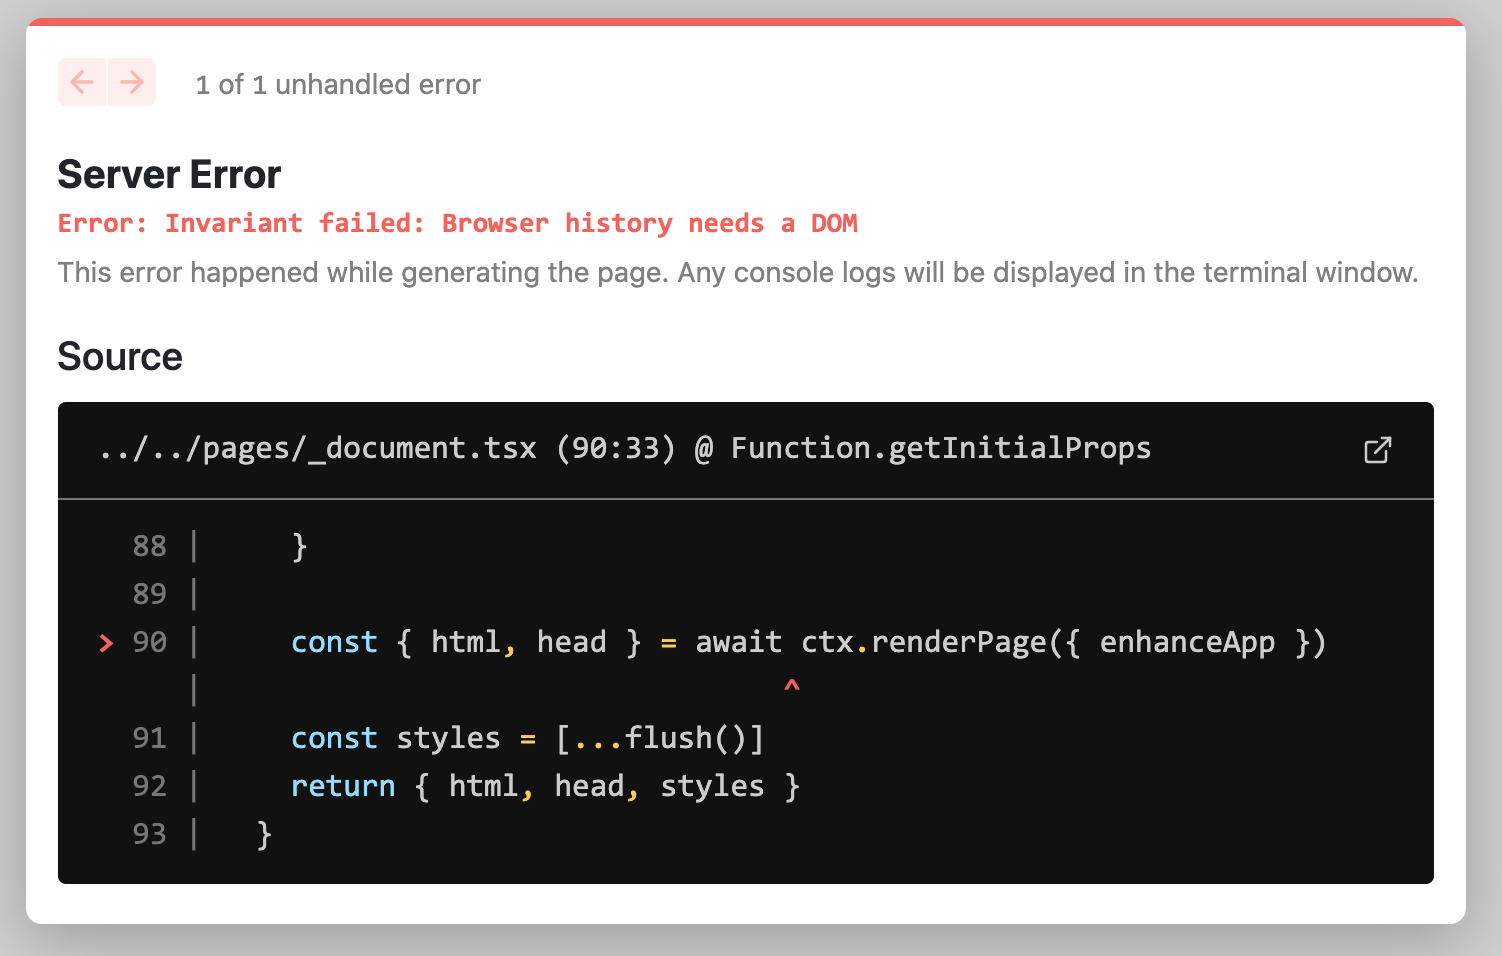 1 of 1 unhandled error
Server Error
Error: Invariant failed: Browser history needs a DOM
This error happened while generating the page. Any console logs will be displayed in the terminal window.
Source
../../pages/_document.tsx (90:33) @ Function.getInitialProps
88 |     }
89 |
> 90 |     const { html, head } = await ctx.renderPage({ enhanceApp })
|                                 ^
91 |     const styles = [...flush()]
92 |     return { html, head, styles }
93 |   }